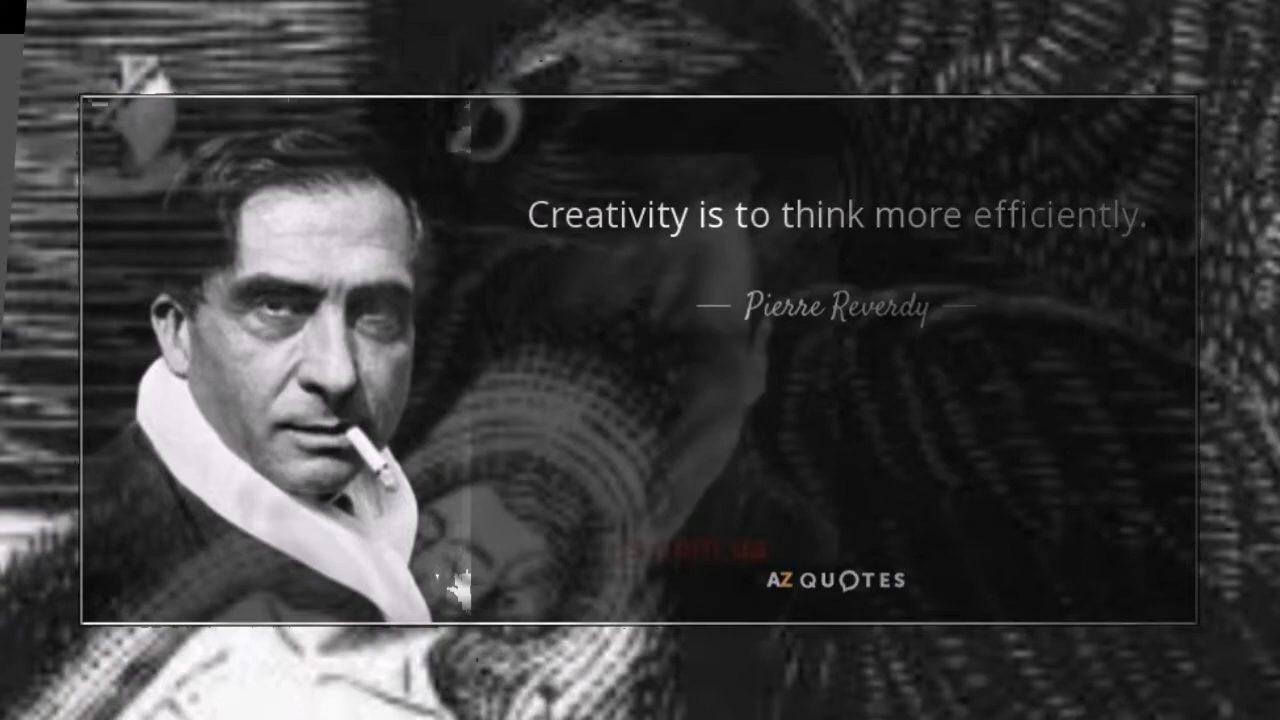 Creativity is to think more efficiently.
— Pierre Reverdy —
AZ QUOTES